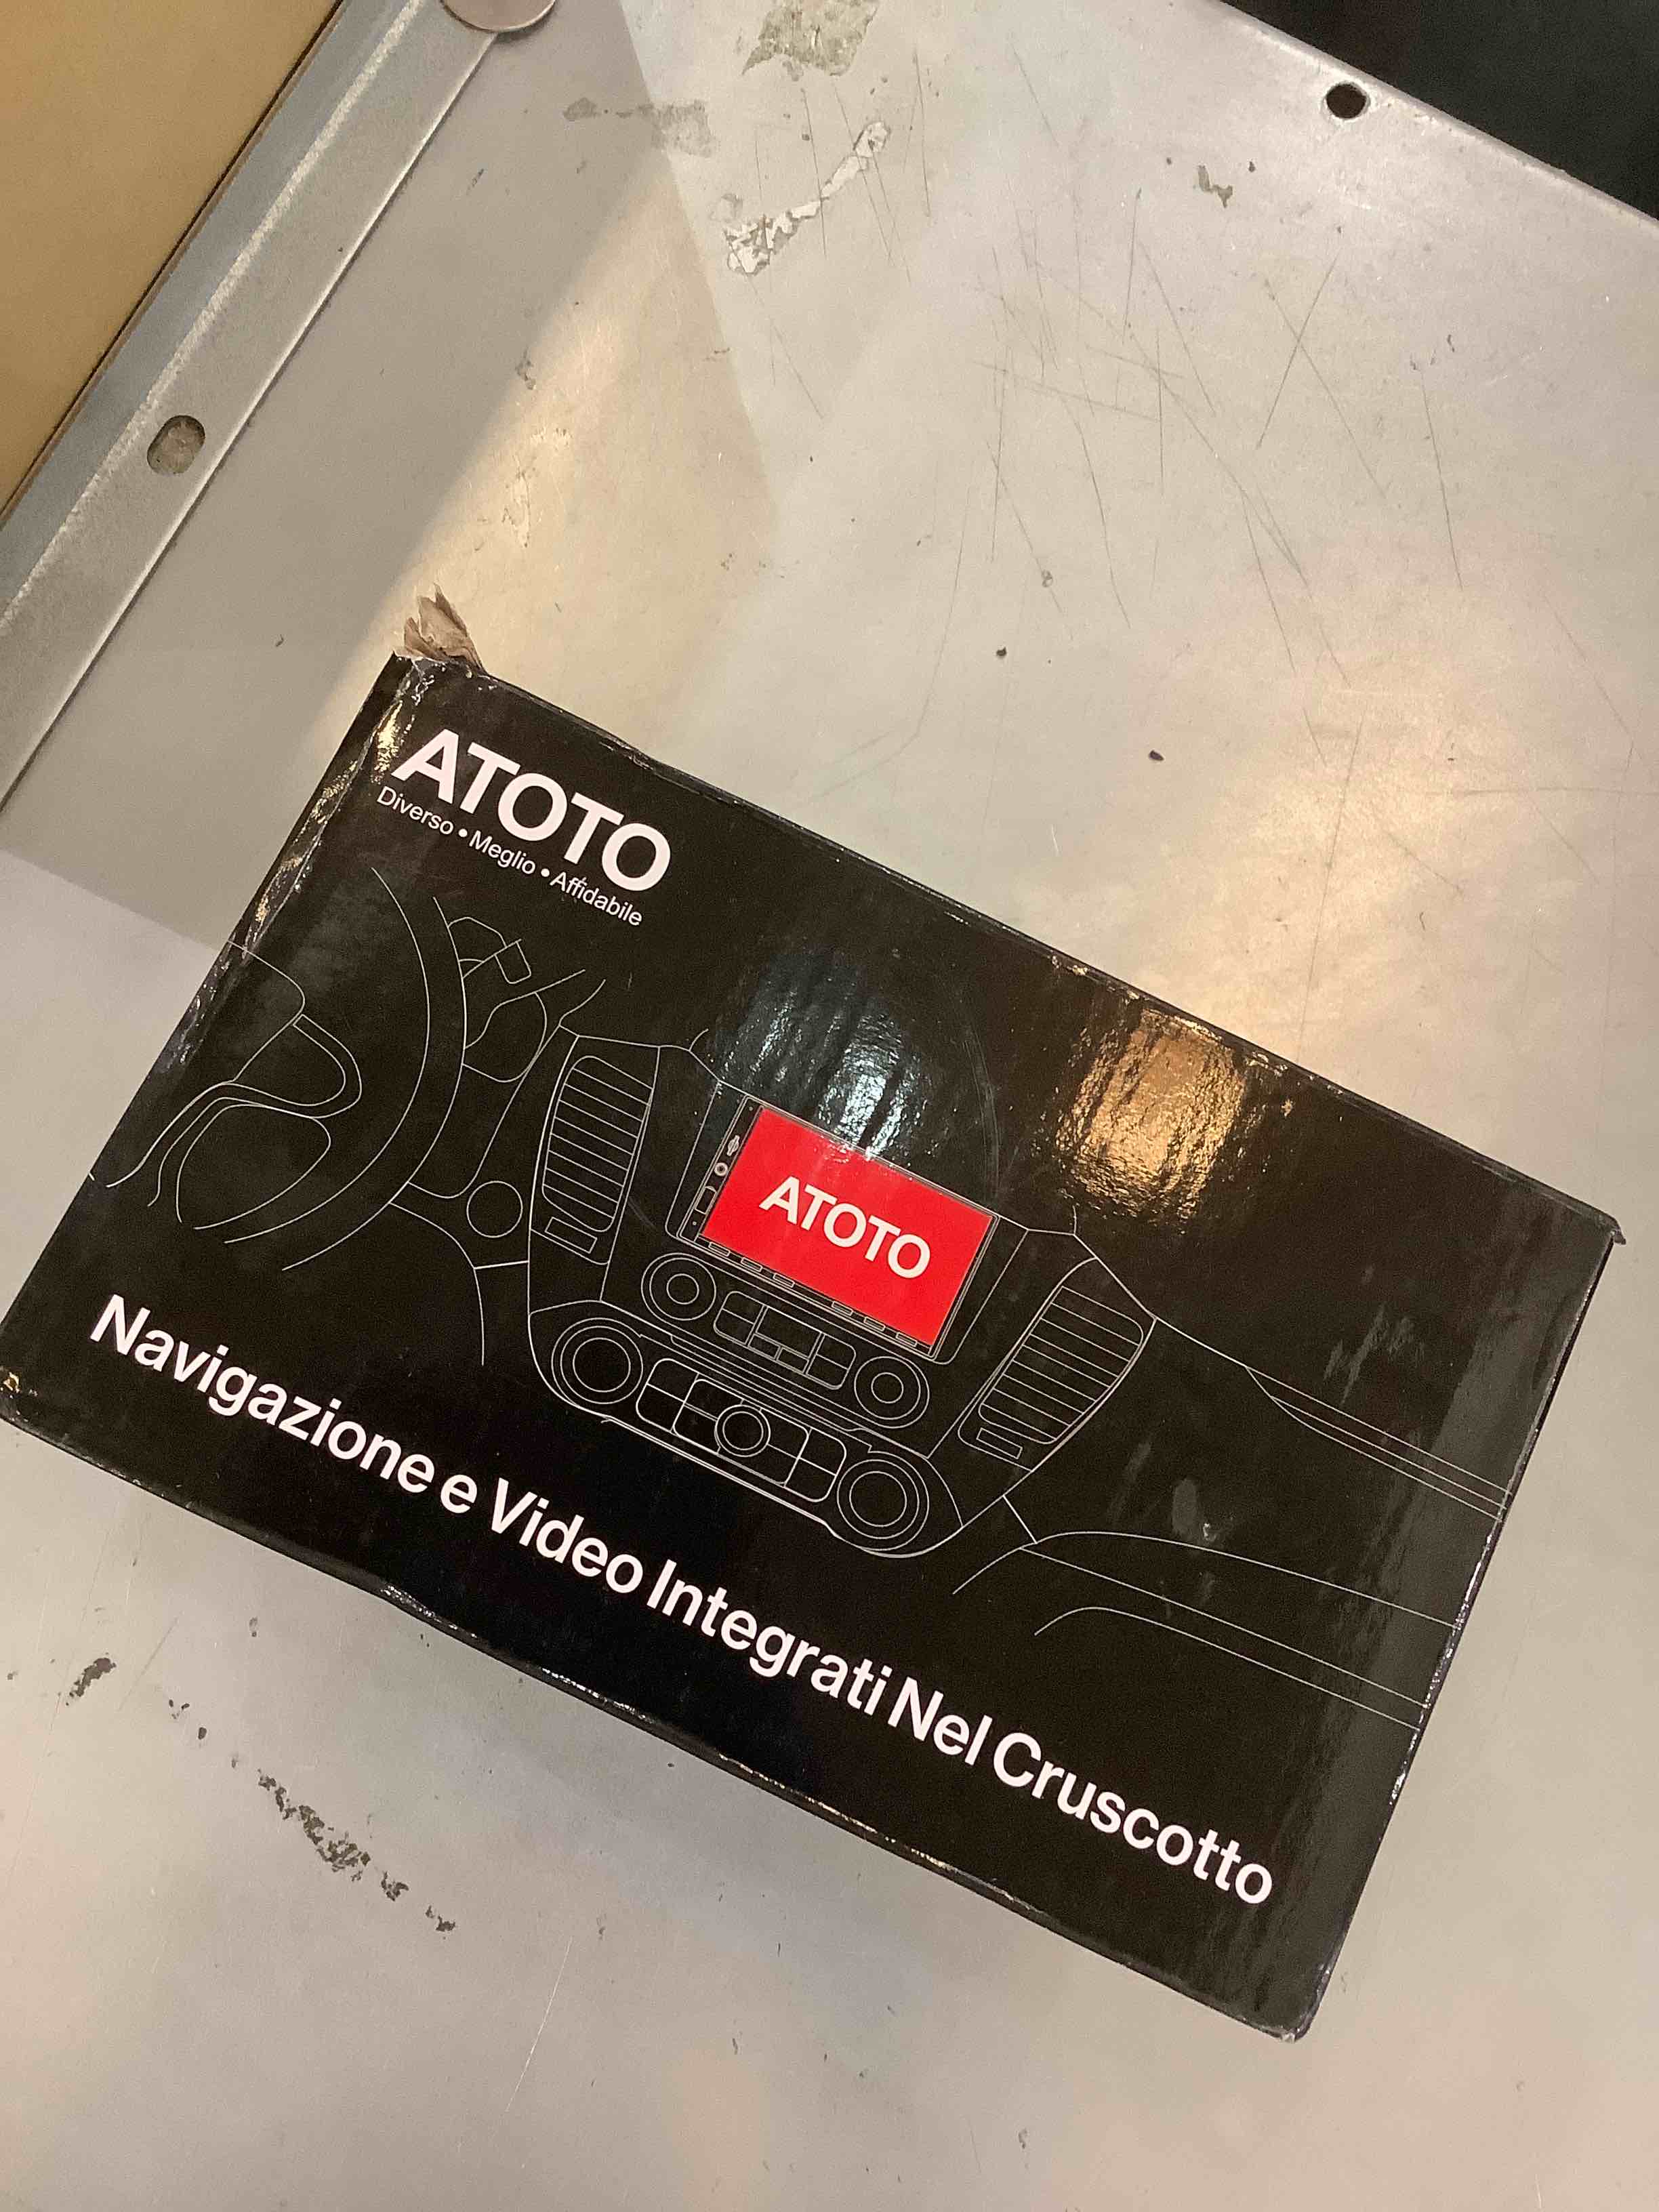 ATOTO
Diverso • Meglio • Affidabile
ATOTO
Navigazione e Video Integrati Nel Cruscotto